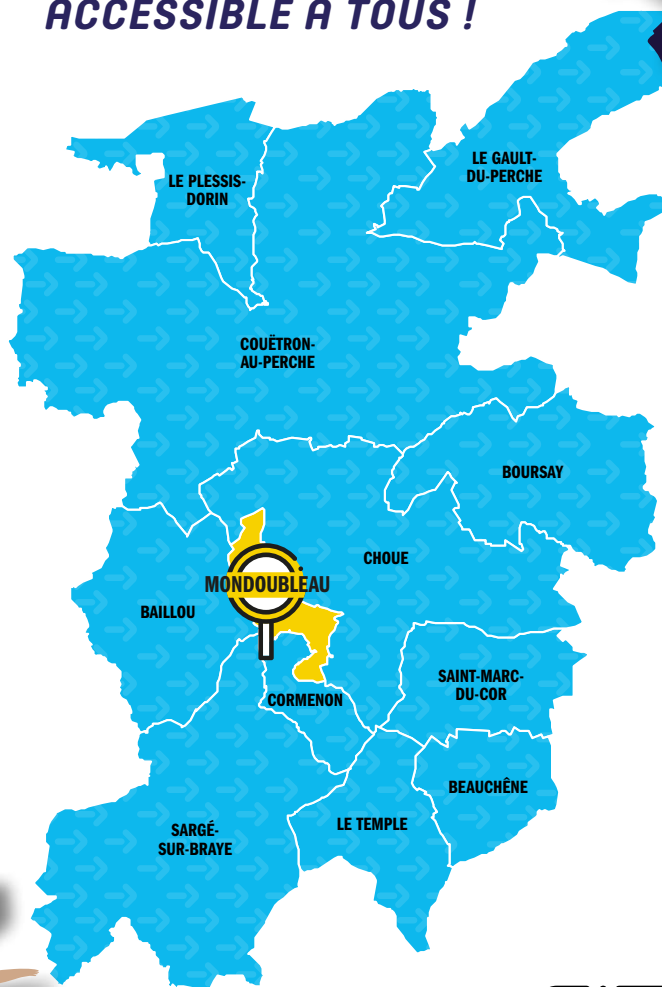 ACCESSIBLE À TOUS !
LE GAULT-
DU-PERCHE
LE PLESSIS-
DORIN
COUËTRON-
AU-PERCHE
BOURSAY
CHOUE
MONDOUBLEAU
BAILLOU
SAINT-MARC-
DU-COR
CORMENON
BEAUCHÊNE
LE TEMPLE
SARGÉ-
SUR-BRAYE